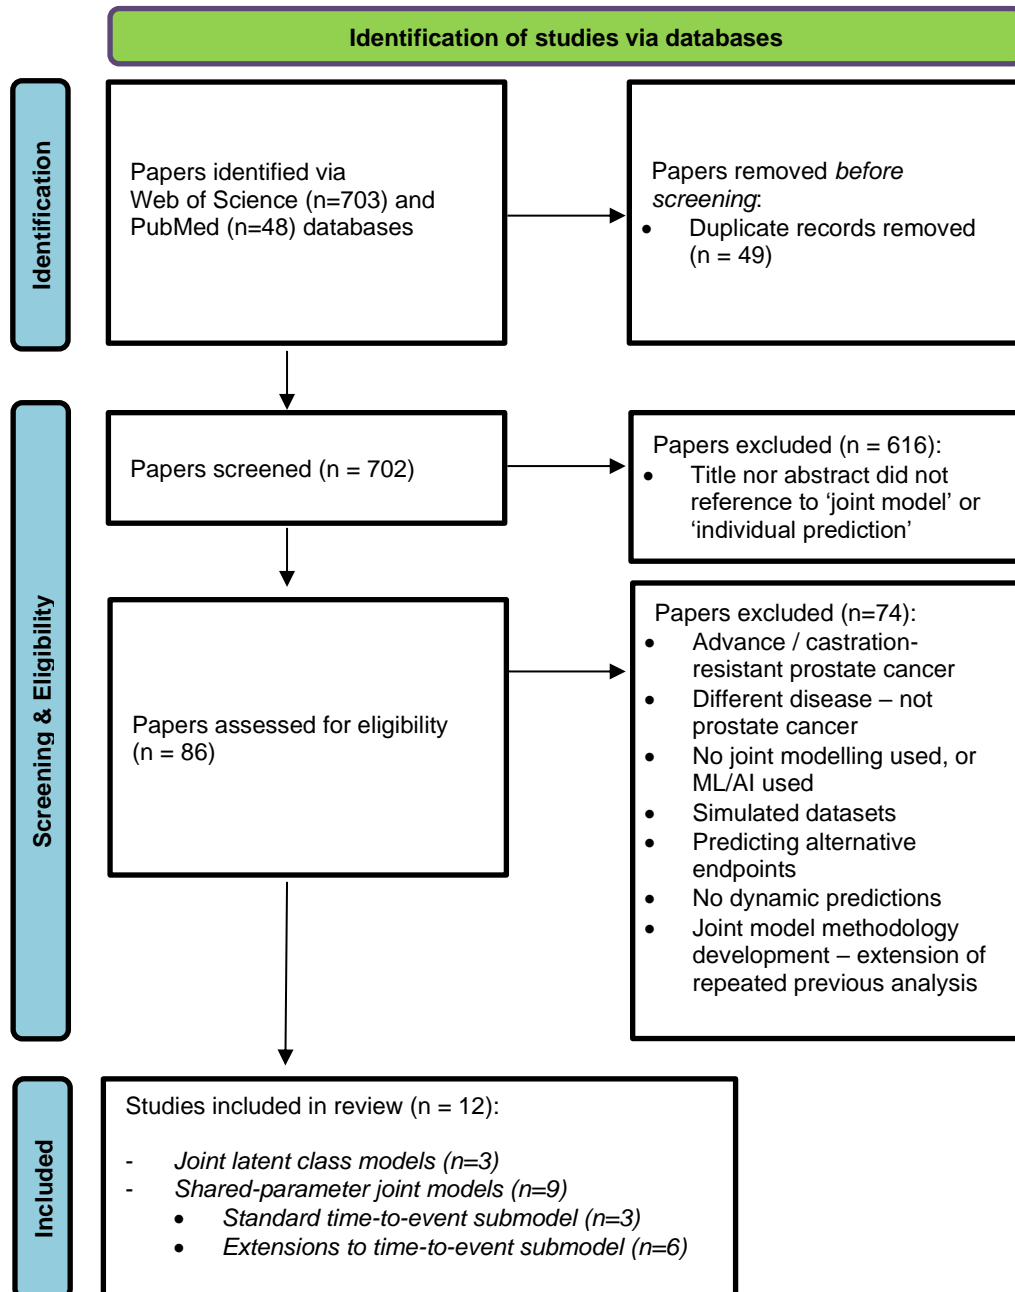 Identification of studies via databases
Identification
Papers identified via
Web of Science (n=703) and
PubMed (n=48) databases
Papers removed before
screening:
• Duplicate records removed
(n = 49)
Screening & Eligibility
Papers screened (n = 702)
Papers excluded (n = 616):
• Title nor abstract did not
reference to ‘joint model’ or
‘individual prediction’
Papers assessed for eligibility
(n = 86)
Papers excluded (n=74):
• Advance / castration-
resistant prostate cancer
• Different disease – not
prostate cancer
• No joint modelling used, or
ML/AI used
• Simulated datasets
• Predicting alternative
endpoints
• No dynamic predictions
• Joint model methodology
development – extension of
repeated previous analysis
Included
Studies included in review (n = 12):
- Joint latent class models (n=3)
- Shared-parameter joint models (n=9)
• Standard time-to-event submodel (n=3)
• Extensions to time-to-event submodel (n=6)